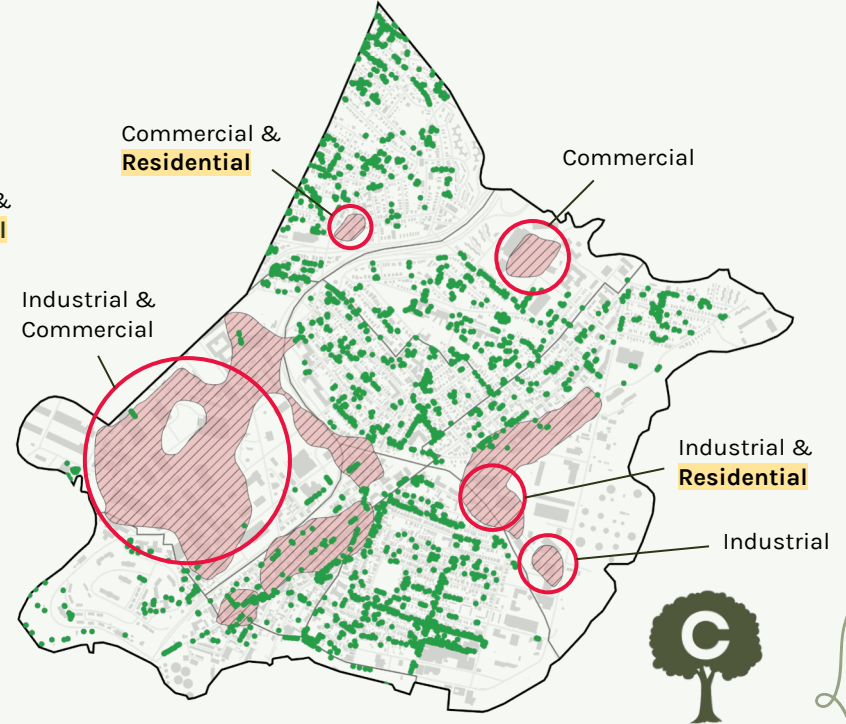 Commercial &
Residential
Commercial
&
l
Industrial &
Commercial
Industrial &
Residential
Industrial
C